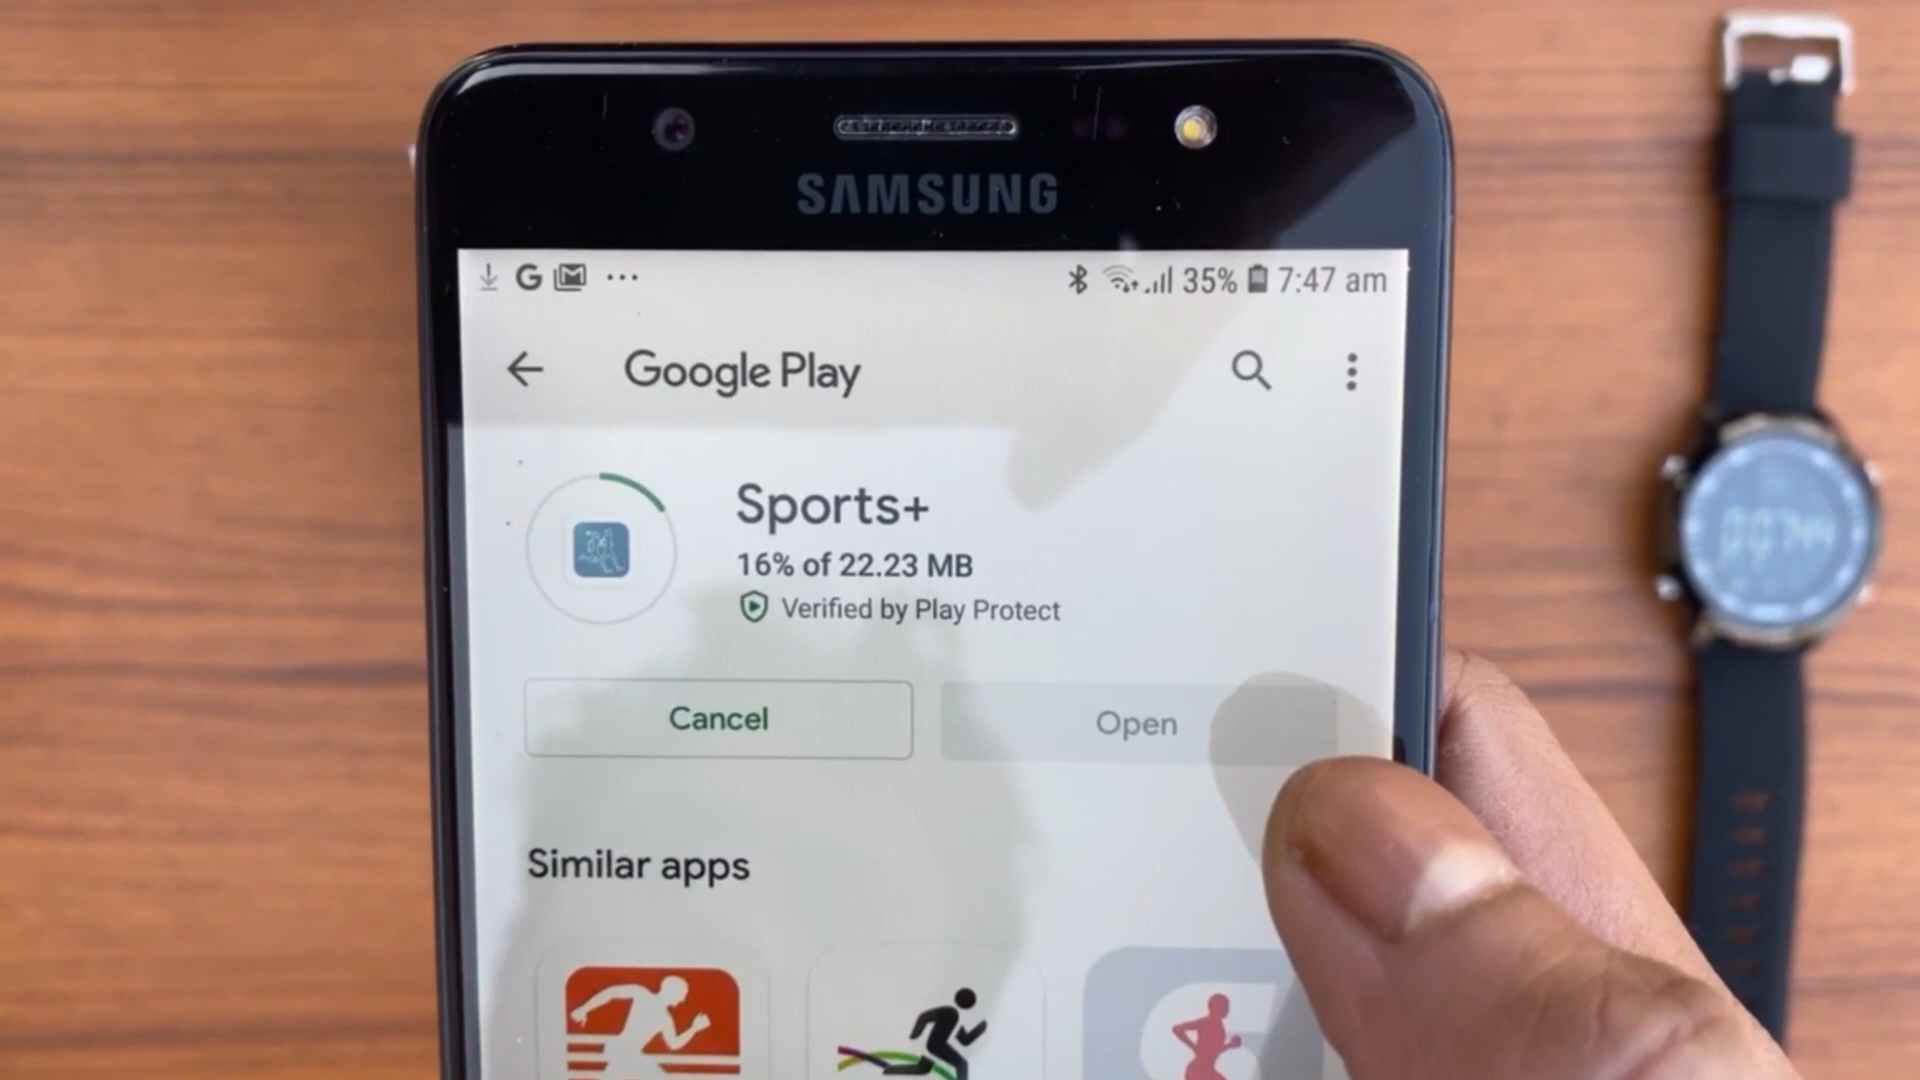 SAMSUNG
G ... 35% 7:47 am
Google Play
Sports+
16% of 22.23 MB
Verified by Play Protect
Cancel
Open
Similar apps